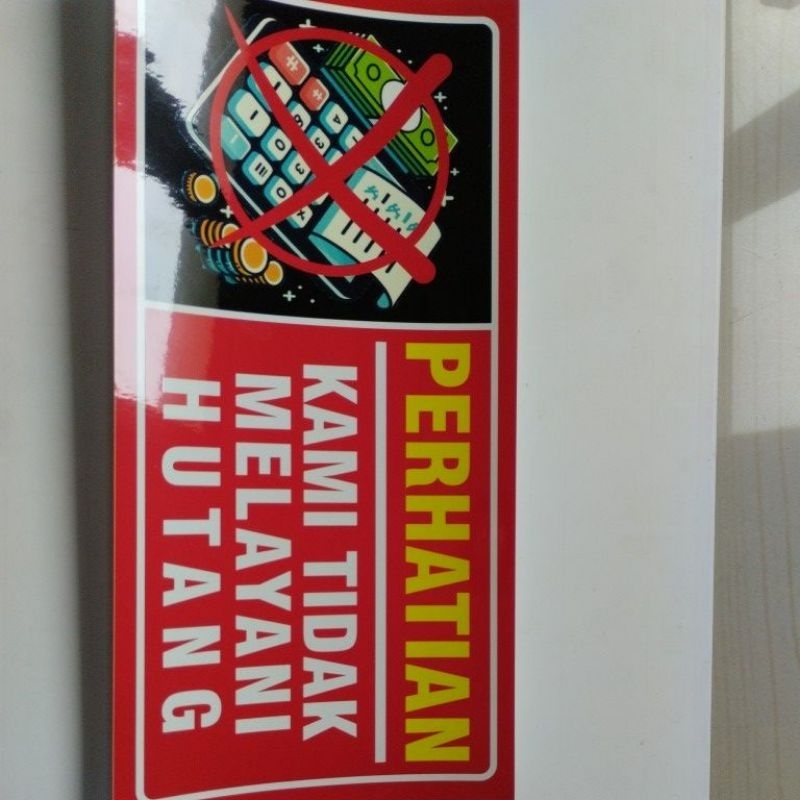 PERHATIAN
KAMI TIDAK
MELAYANI
HUTANG